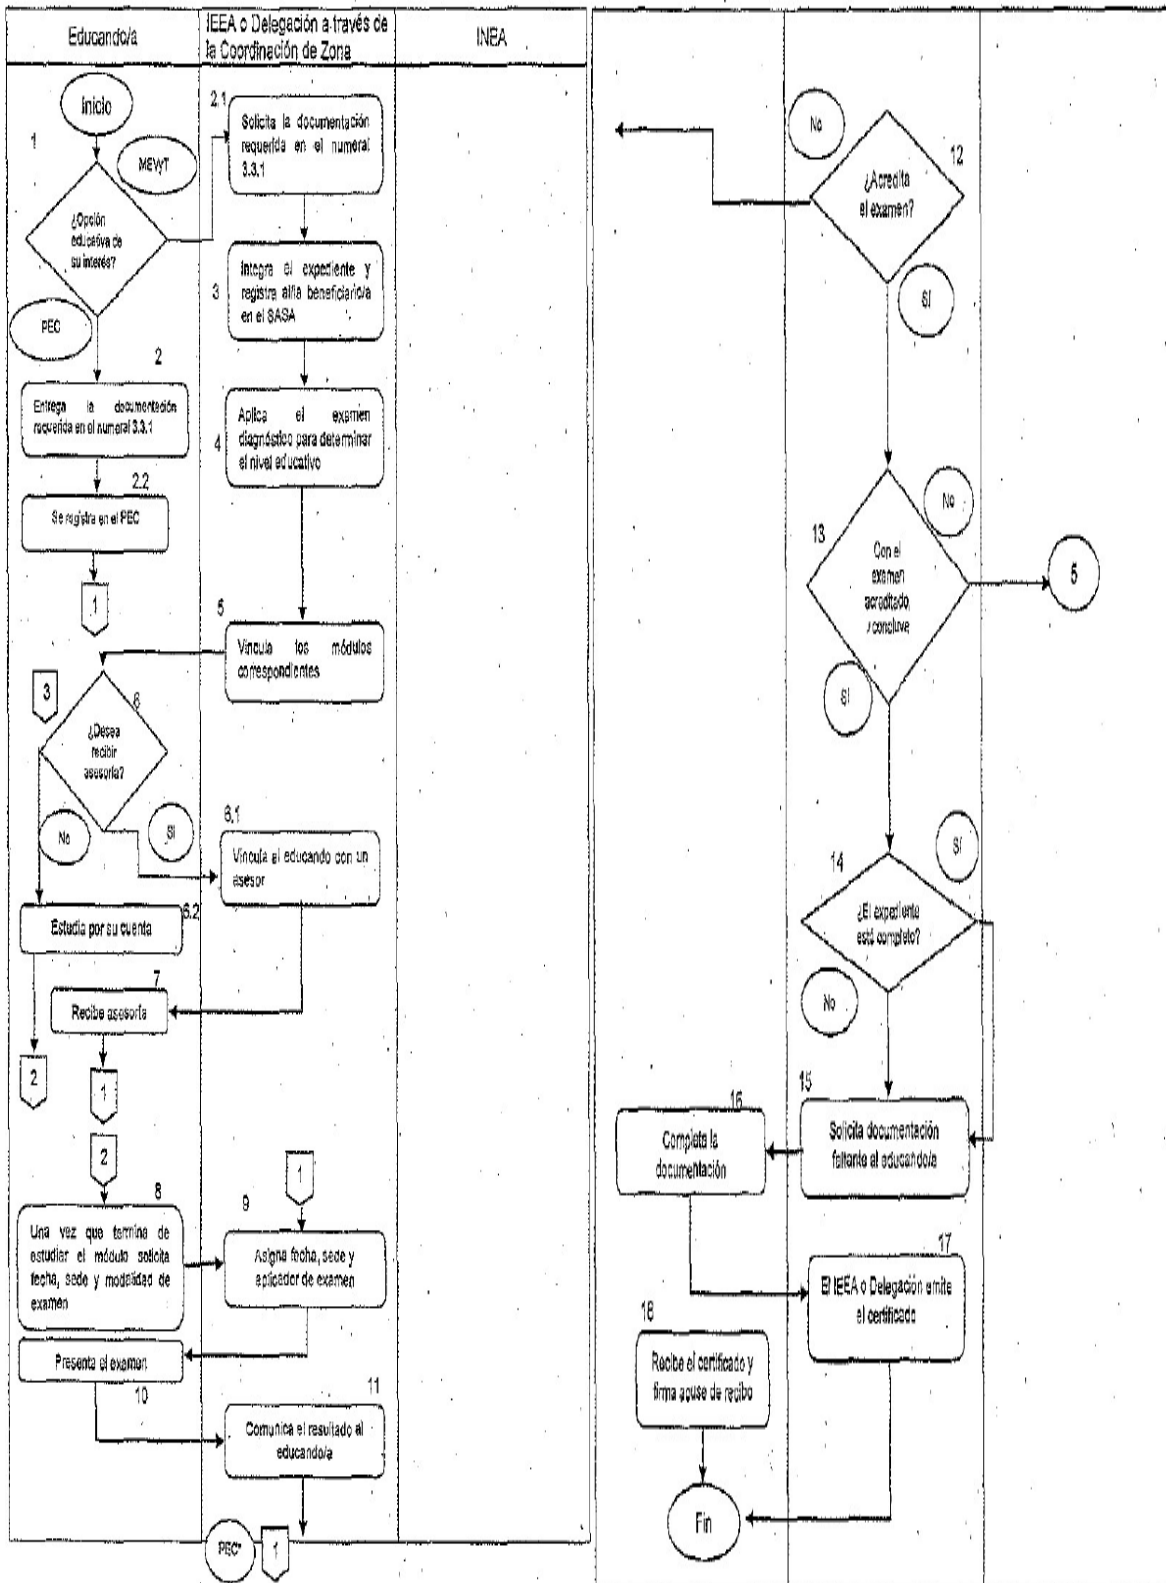 Educando/a
IEEA o Delegación a través de
la Coordinación de Zona
INEA
Inicio
1
MEVyT
¿Opción
educativa de
su interés?
PEC
2
Entrega la documentación
requerida en el numeral 3.3.1
2.2
Se registra en el PEC
1
2.1
Solicita la documentación
requerida en el numeral
3.3.1
3
Integra el expediente y
registra al/la beneficiario/a
en el SASA
4
Aplica el examen
diagnóstico para determinar
el nivel educativo
5
Vincula los módulos
correspondientes
3
6
¿Desea
recibir
asesoría?
No
Sí
6.1
Vincula al educando con un
asesor
6.2
Estudia por su cuenta
7
Recibe asesoría
2
1
2
8
Una vez que termina de
estudiar el módulo solicita
fecha, sede y modalidad de
examen
1
9
Asigna fecha, sede y
aplicador de examen
Presenta el examen
10
11
Comunica el resultado al
educando/a
PEC*
1
No
12
¿Acredita
el examen?
Sí
13
No
Con el
examen
acreditado,
concluye
5
Sí
Sí
14
¿El expediente
está completo?
No
15
Solicita documentación
faltante al educando/a
16
Completa la
documentación
17
El IEEA o Delegación emite
el certificado
18
Recibe el certificado y
firma acuse de recibo
Fin